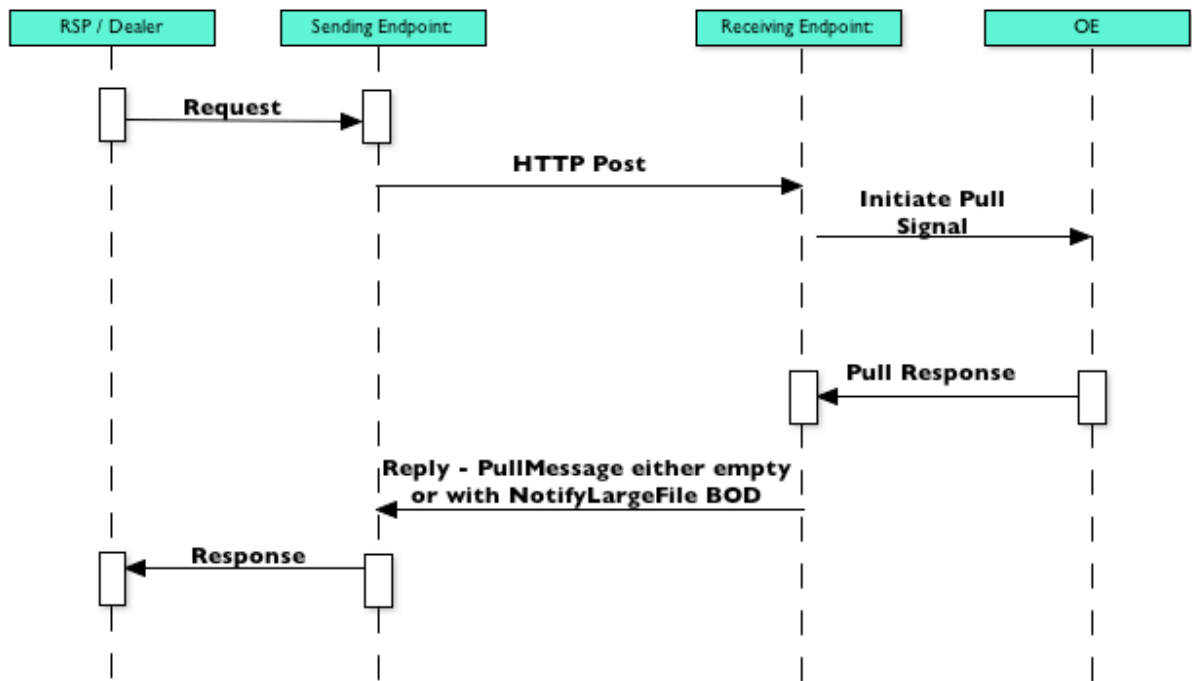 RSP / Dealer
Sending Endpoint:
Receiving Endpoint:
OE
Request
HTTP Post
Initiate Pull
Signal
Pull Response
Reply - PullMessage either empty
or with NotifyLargeFile BOD
Response